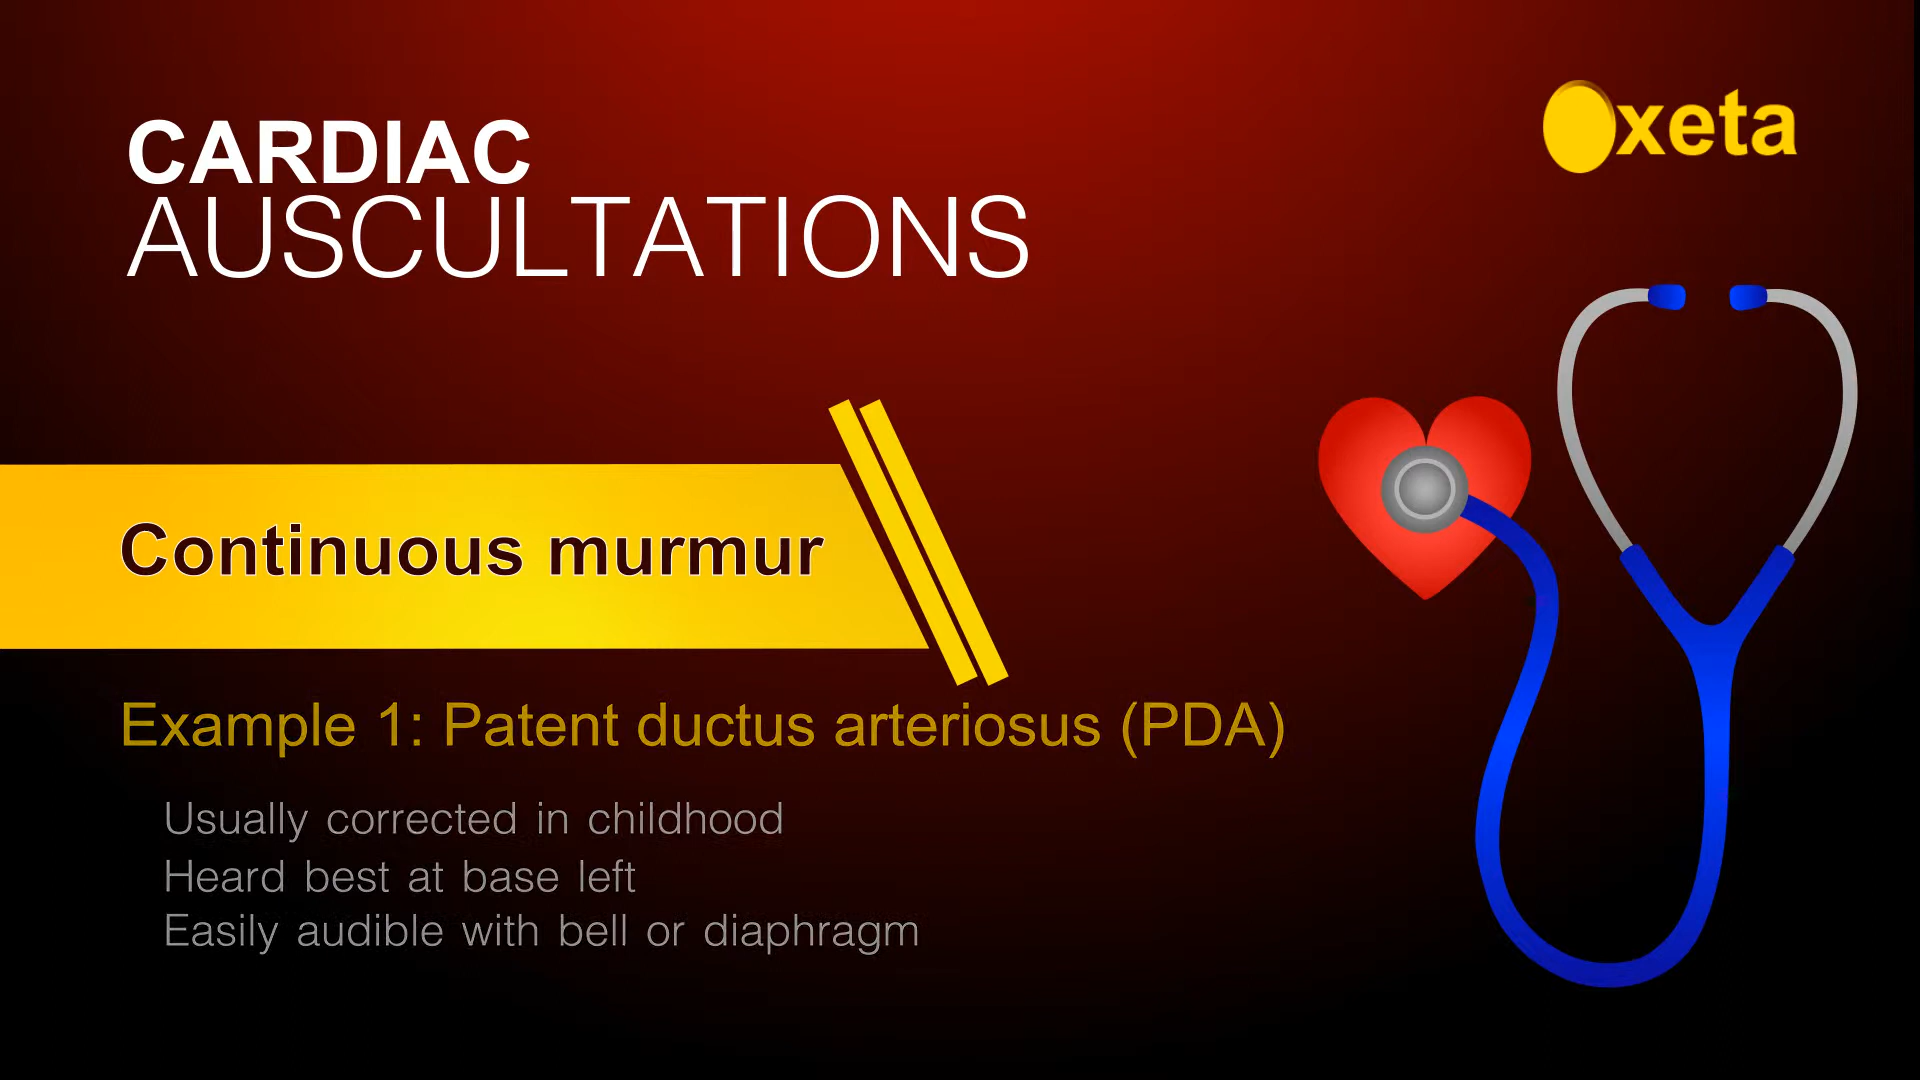 CARDIAC
AUSCULTATIONS
Oxeta
Continuous murmur
Example 1: Patent ductus arteriosus (PDA)
Usually corrected in childhood
Heard best at base left
Easily audible with bell or diaphragm